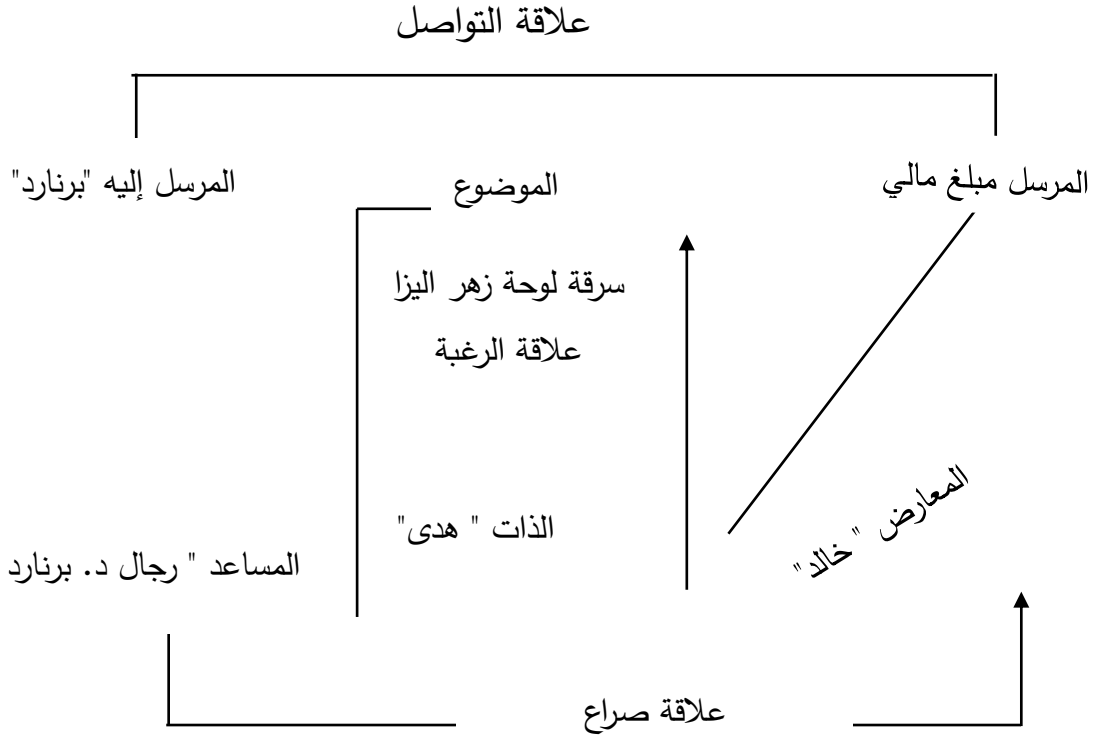 علاقة التواصل
المرسل مبلغ مالي
الموضوع
المرسل إليه "برنارد"
سرقة لوحة زهر اليزا
علاقة الرغبة
المعارض "خالد"
الذات " هدى"
المساعد " رجال د. برنارد
علاقة صراع